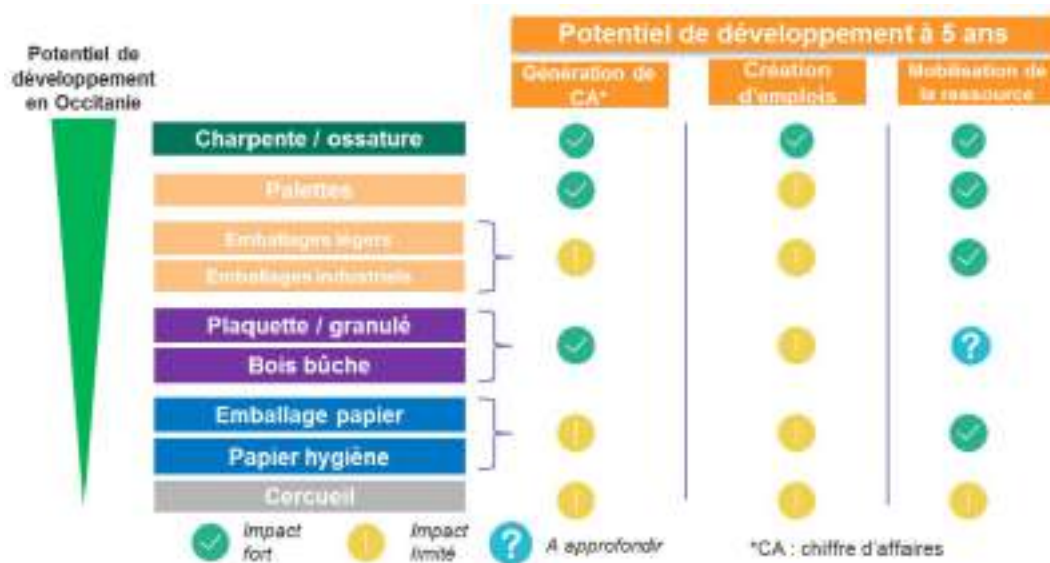 Potentiel de
développement
en Occitanie
Potentiel de développement à 5 ans
Génération de
CA*
Création
d'emplois
Mobilisation de
la ressource
Charpente / ossature
Palettes
Emballages légers
Emballages industriels
Plaquette / granulé
Bois bûche
Emballage papier
Papier hygiène
Cercueil
Impact
fort
Impact
limité
A approfondir
*CA : chiffre d'affaires